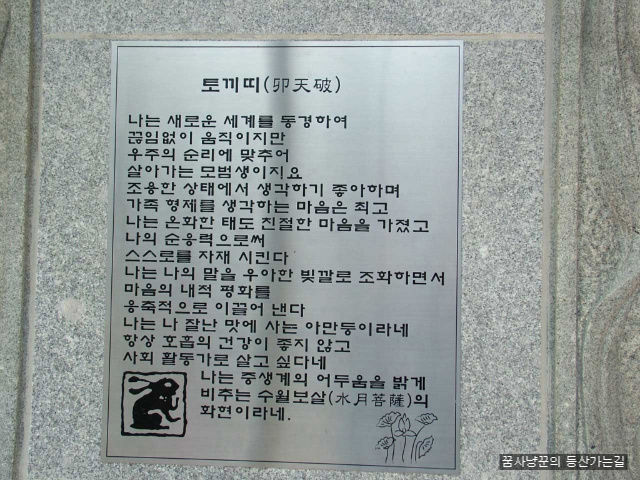 토끼띠(卯天破)
나는 새로운 세계를 동경하여
끊임없이 움직이지만
우주의 순리에 맞추어
살아가는 모범생이지요
조용한 상태에서 생각하기 좋아하며
가족 형제를 생각하는 마음은 최고
나는 온화한 태도 친절한 마음을 가졌고
나의 순응력으로써
스스로를 자재 시킨다
나는 나의 말을 우아한 빛깔로 조화하면서
마음의 내적 평화를
응축적으로 이끌어 낸다
나는 나 잘난 맛에 사는 아만둥이라네
항상 호흡의 건강이 좋지 않고
사회 활동가로 살고 싶다네
나는 중생계의 어두움을 밝게
비추는 수월보살(水月菩薩)의
화현이라네.
꿈사냥꾼의 등산가는길